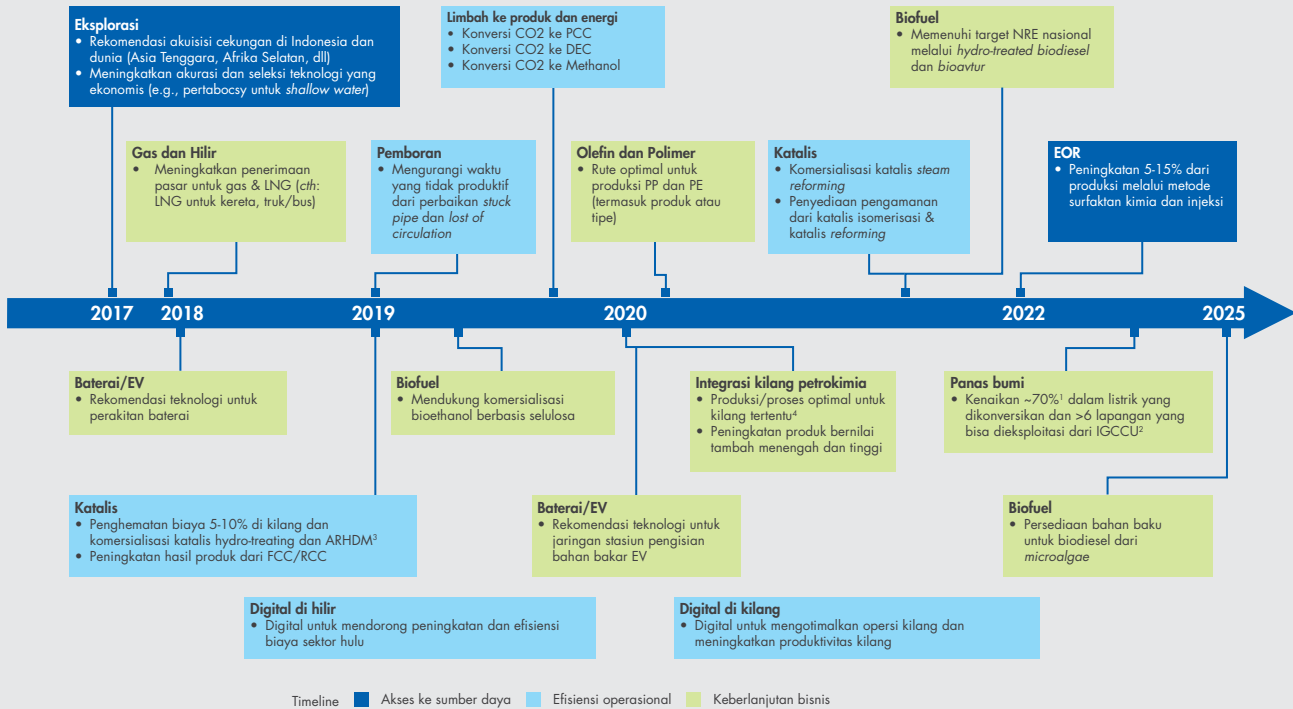 Eksplorasi
• Rekomendasi akuisisi cekungan di Indonesia dan
dunia (Asia Tenggara, Afrika Selatan, dll)
• Meningkatkan akurasi dan seleksi teknologi yang
ekonomis (e.g., pertabocsy untuk shallow water)
Limbah ke produk dan energi
• Konversi CO2 ke PCC
• Konversi CO2 ke DEC
• Konversi CO2 ke Methanol
Biofuel
• Memenuhi target NRE nasional
melalui hydro-treated biodiesel
dan bioavtur
Gas dan Hilir
• Meningkatkan penerimaan
pasar untuk gas & LNG (cth:
LNG untuk kereta, truk/bus)
Pemboran
• Mengurangi waktu
yang tidak produktif
dari perbaikan stuck
pipe dan lost of
circulation
Olefin dan Polimer
• Rute optimal untuk
produksi PP dan PE
(termasuk produk atau
tipe)
Katalis
• Komersialisasi katalis steam
reforming
• Penyediaan pengamanan
dari katalis isomerisasi &
katalis reforming
EOR
• Peningkatan 5-15% dari
produksi melalui metode
surfaktan kimia dan injeksi
2017 2018 2019 2020 2022 2025
Baterai/EV
• Rekomendasi teknologi untuk
perakitan baterai
Biofuel
• Mendukung komersialisasi
bioethanol berbasis selulosa
Integrasi kilang petrokimia
• Produksi/proses optimal untuk
kilang tertentu⁴
• Peningkatan produk bernilai
tambah menengah dan tinggi
Panas bumi
• Kenaikan ~70%¹ dalam listrik yang
dikonversikan dan >6 lapangan yang
bisa dieksploitasi dari IGCCU²
Katalis
• Penghematan biaya 5-10% di kilang dan
komersialisasi katalis hydro-treating dan ARHDM³
• Peningkatan hasil produk dari FCC/RCC
Baterai/EV
• Rekomendasi teknologi untuk
jaringan stasiun pengisian
bahan bakar EV
Biofuel
• Persediaan bahan baku
untuk biodiesel dari
microalgae
Digital di hilir
• Digital untuk mendorong peningkatan dan efisiensi
biaya sektor hulu
Digital di kilang
• Digital untuk mengotimalkan opersi kilang dan
meningkatkan produktivitas kilang
Timeline Akses ke sumber daya Efisiensi operasional Keberlanjutan bisnis